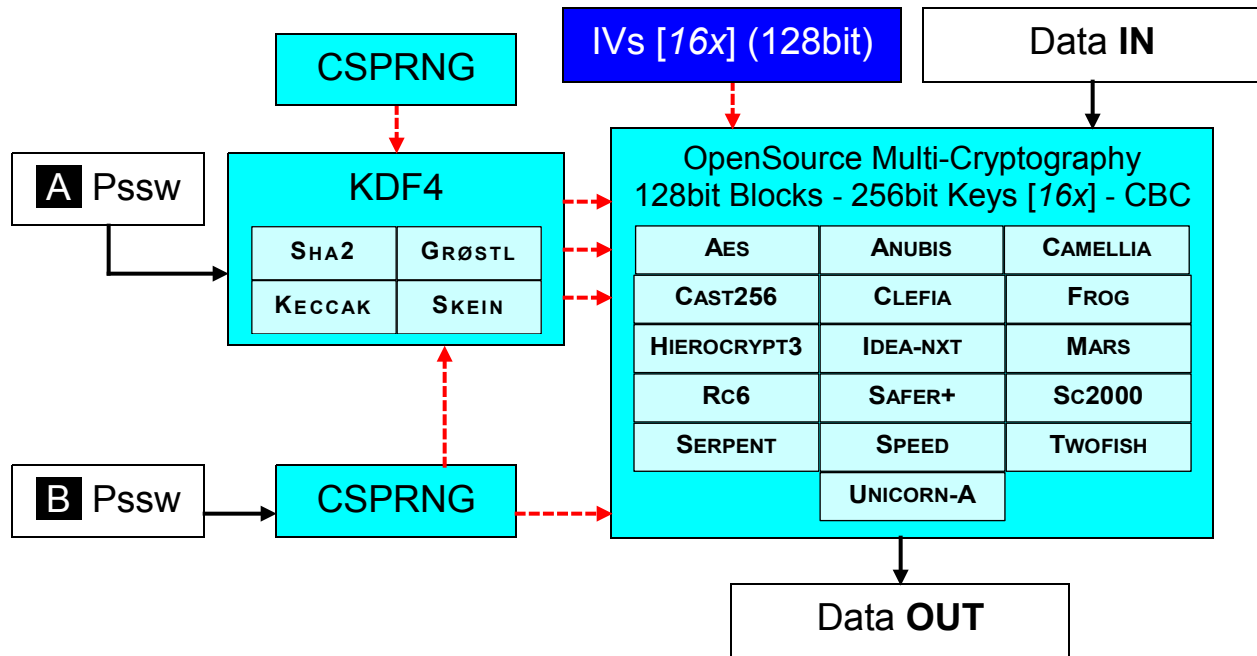 IVs [16x] (128bit)
Data IN
CSPRNG
OpenSource Multi-Cryptography
128bit Blocks - 256bit Keys [16x] - CBC
A Pssw
KDF4
SHA2 GRØSTL
KECCAK SKEIN
AES ANUBIS CAMELLIA
CAST256 CLEFIA FROG
HIEROCRYPT3 IDEA-NXT MARS
RC6 SAFER+ SC2000
SERPENT SPEED TWOFISH
UNICORN-A
B Pssw
CSPRNG
Data OUT